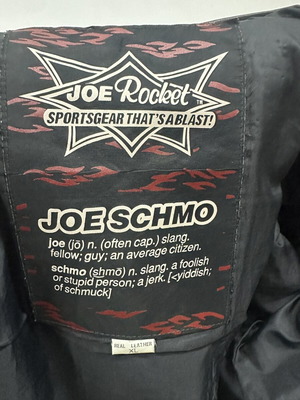 JOE Rocket™
SPORTSGEAR THAT'S A BLAST!
JOE SCHMO
joe (jō) n. (often cap.) slang.
fellow; guy; an average citizen.
schmo (shmō) n. slang. a foolish
or stupid person; a jerk. [<yiddish;
of schmuck]
REAL LEATHER
XL